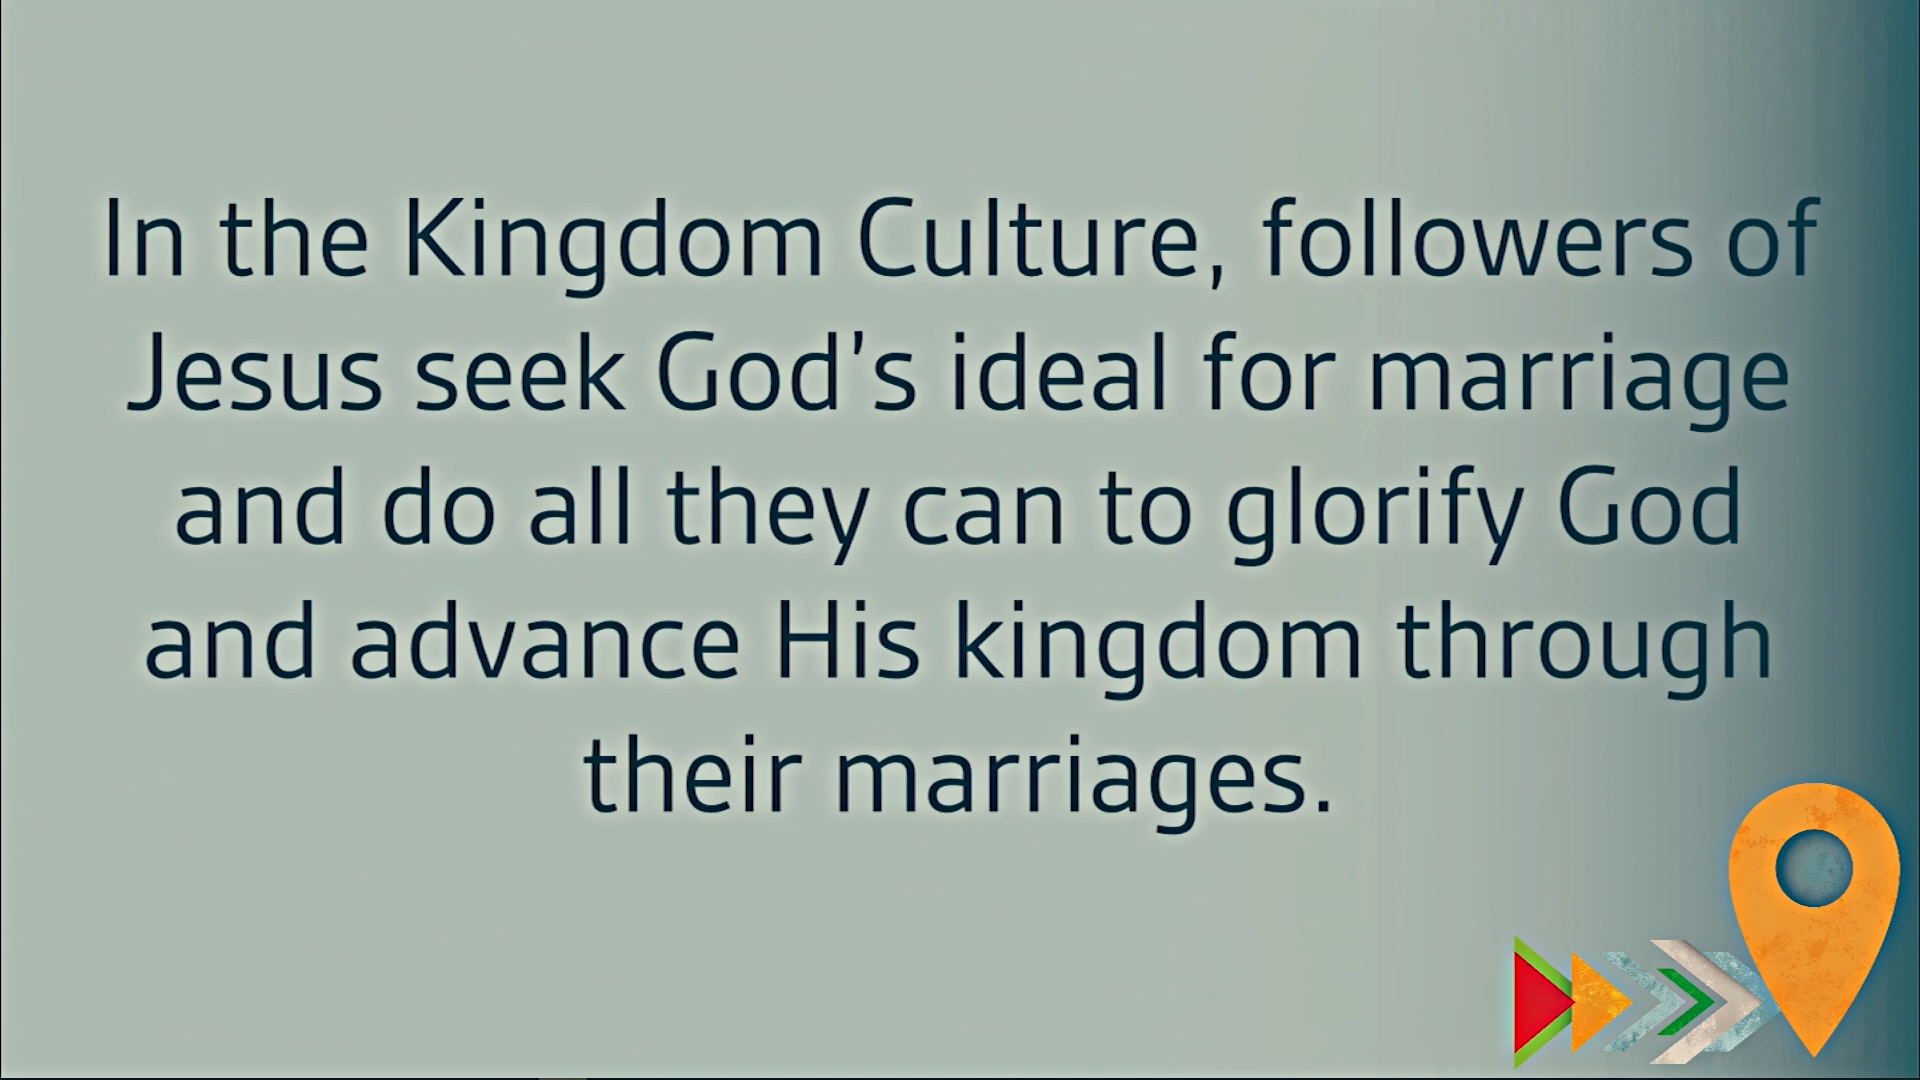 In the Kingdom Culture, followers of
Jesus seek God’s ideal for marriage
and do all they can to glorify God
and advance His kingdom through
their marriages.